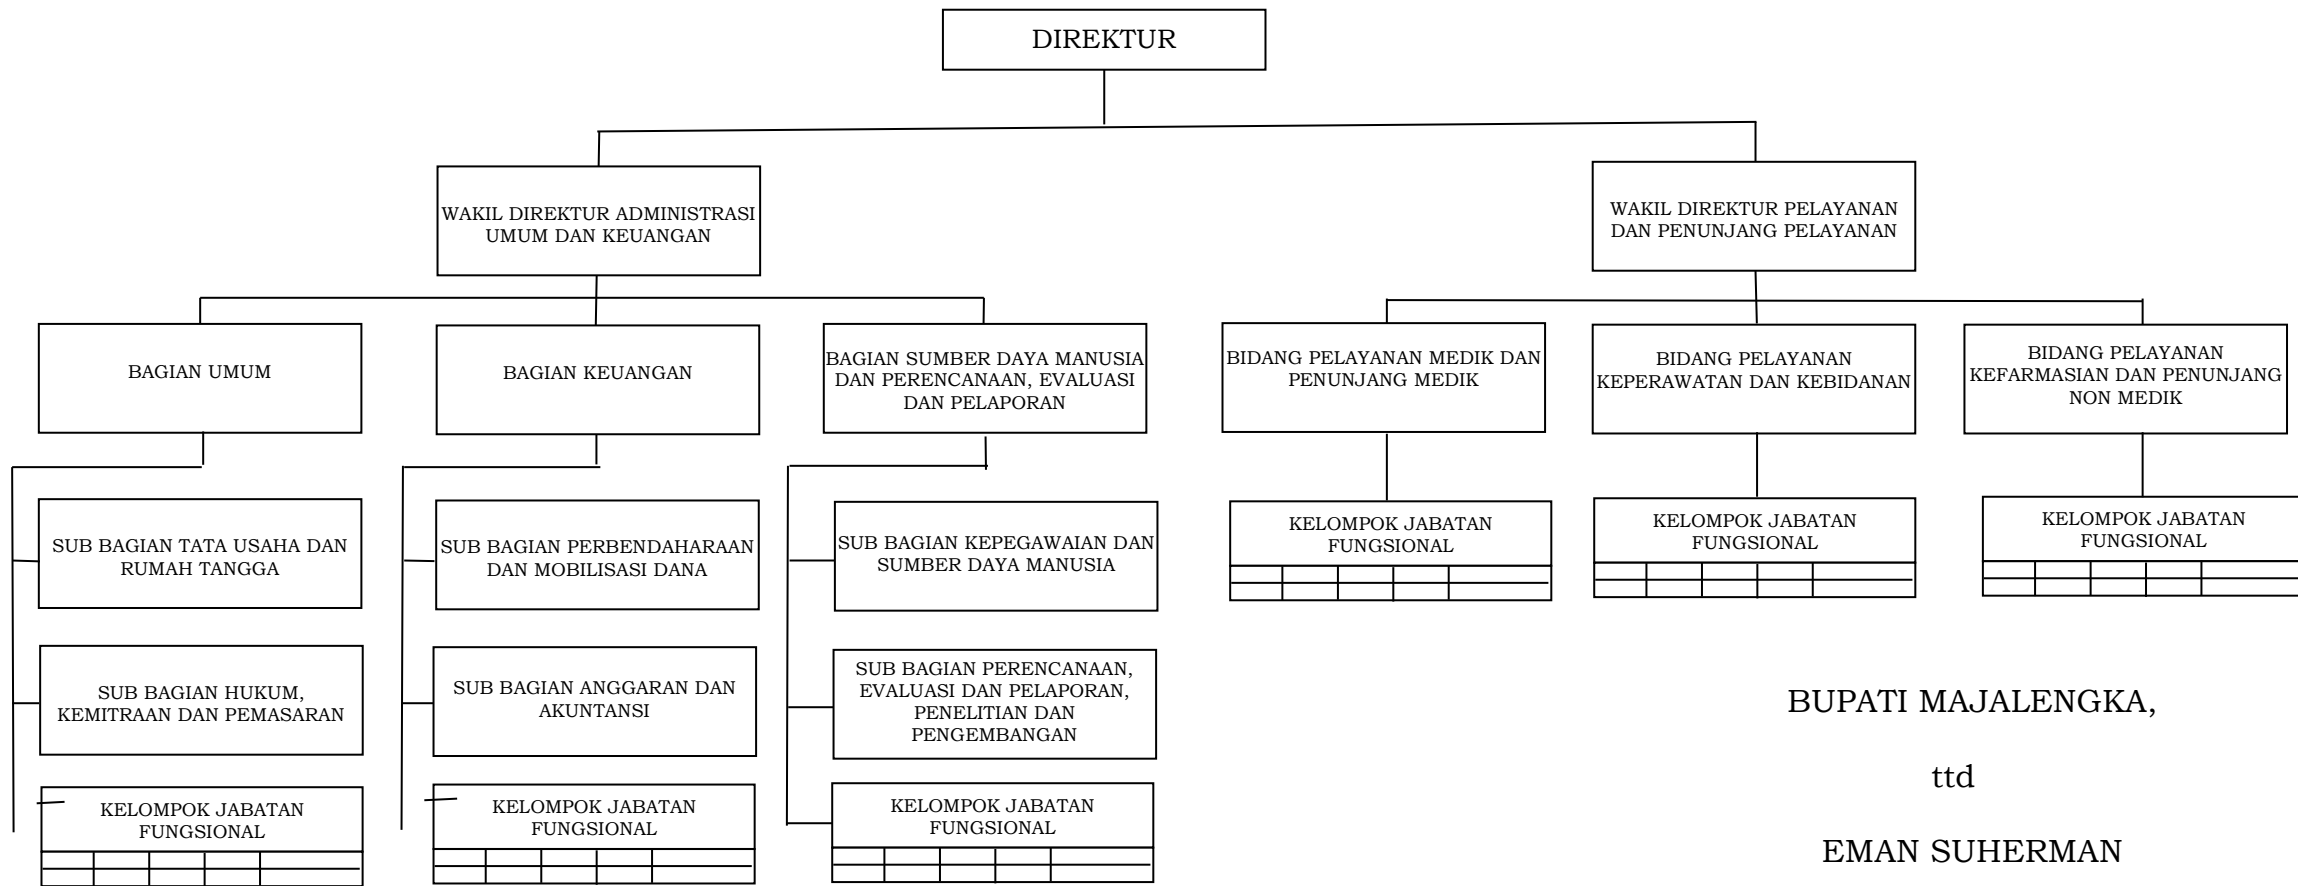 DIREKTUR
WAKIL DIREKTUR ADMINISTRASI
UMUM DAN KEUANGAN
WAKIL DIREKTUR PELAYANAN
DAN PENUNJANG PELAYANAN
BAGIAN UMUM
BAGIAN KEUANGAN
BAGIAN SUMBER DAYA MANUSIA
DAN PERENCANAAN, EVALUASI
DAN PELAPORAN
BIDANG PELAYANAN MEDIK DAN
PENUNJANG MEDIK
BIDANG PELAYANAN
KEPERAWATAN DAN KEBIDANAN
BIDANG PELAYANAN
KEFARMASIAN DAN PENUNJANG
NON MEDIK
SUB BAGIAN TATA USAHA DAN
RUMAH TANGGA
SUB BAGIAN PERBENDAHARAAN
DAN MOBILISASI DANA
SUB BAGIAN KEPEGAWAIAN DAN
SUMBER DAYA MANUSIA
KELOMPOK JABATAN
FUNGSIONAL
KELOMPOK JABATAN
FUNGSIONAL
KELOMPOK JABATAN
FUNGSIONAL
SUB BAGIAN HUKUM,
KEMITRAAN DAN PEMASARAN
SUB BAGIAN ANGGARAN DAN
AKUNTANSI
SUB BAGIAN PERENCANAAN,
EVALUASI DAN PELAPORAN,
PENELITIAN DAN
PENGEMBANGAN
KELOMPOK JABATAN
FUNGSIONAL
KELOMPOK JABATAN
FUNGSIONAL
KELOMPOK JABATAN
FUNGSIONAL
BUPATI MAJALENGKA,
ttd
EMAN SUHERMAN